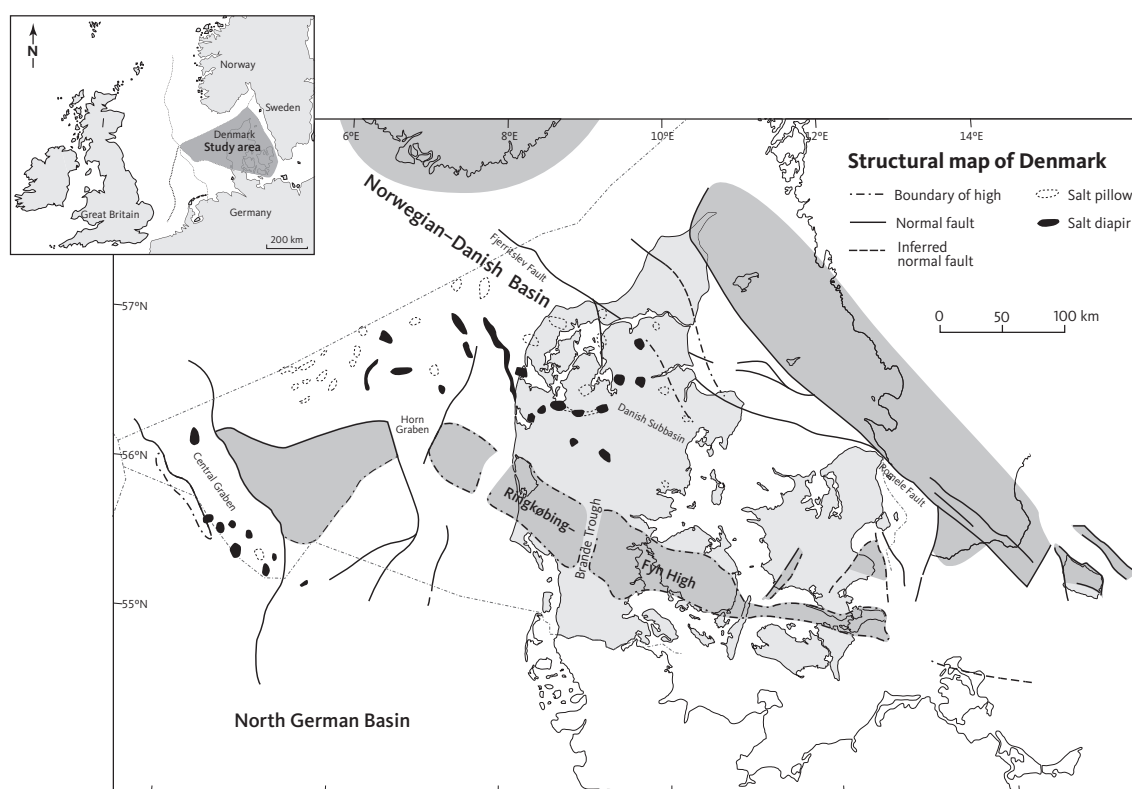 N
Norway
Sweden
Denmark
Study area
Great Britain
Germany
200 km
6°E
8°E
10°E
12°E
14°E
57°N
56°N
55°N
Structural map of Denmark
Boundary of high
Normal fault
Inferred
normal fault
Salt pillow
Salt diapir
0 50 100 km
Norwegian–Danish Basin
Fjerritslev Fault
Horn
Graben
Central Graben
Danish Subbasin
Rømele Fault
Ringkøbing–
Brande Trough
Fyn High
North German Basin